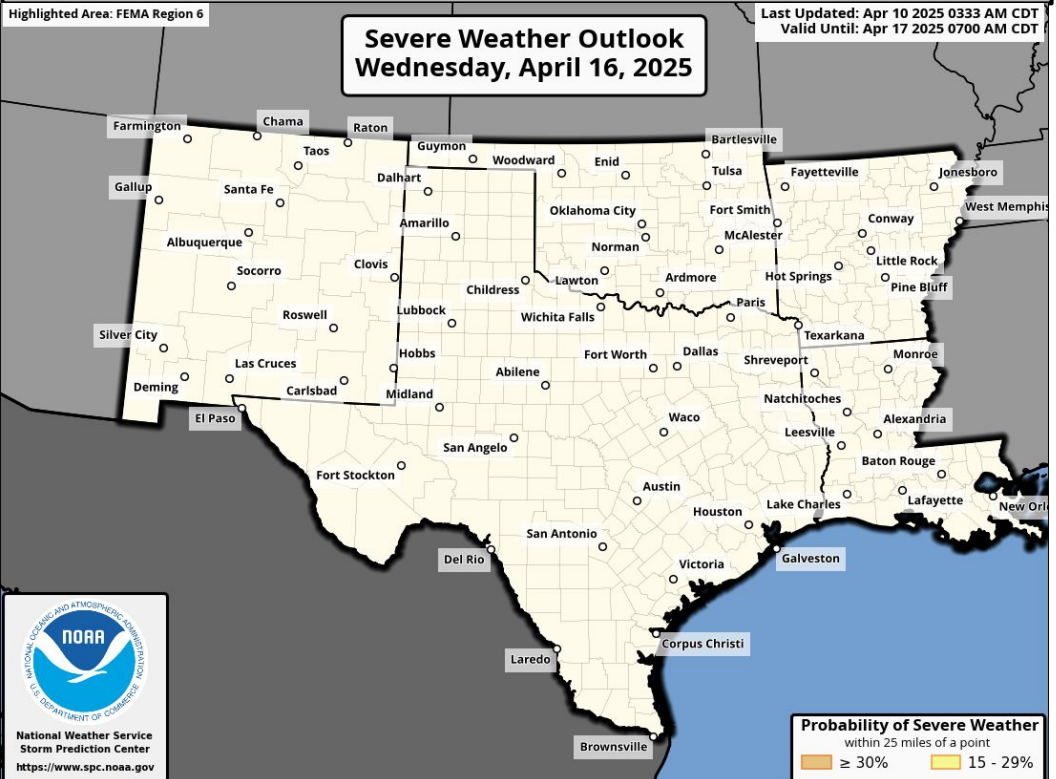 Highlighted Area: FEMA Region 6
Severe Weather Outlook
Wednesday, April 16, 2025
Last Updated: Apr 10 2025 0333 AM CDT
Valid Until: Apr 17 2025 0700 AM CDT
Farmington
Chama
Raton
Taos
Guymon
Woodward
Enid
Bartlesville
Tulsa
Fayetteville
Jonesboro
Gallup
Santa Fe
Dalhart
West Memphis
Albuquerque
Amarillo
Oklahoma City
Fort Smith
Conway
Norman
McAlester
Socorro
Clovis
Little Rock
Childress
Lawton
Ardmore
Hot Springs
Pine Bluff
Roswell
Lubbock
Wichita Falls
Paris
Texarkana
Silver City
Hobbs
Fort Worth
Dallas
Shreveport
Monroe
Las Cruces
Abilene
Deming
Carlsbad
Midland
Natchitoches
El Paso
Waco
Alexandria
San Angelo
Leesville
Fort Stockton
Baton Rouge
Austin
Lake Charles
Lafayette
New Orl
Houston
San Antonio
Del Rio
Galveston
Victoria
Laredo
Corpus Christi
Brownsville
NATIONAL OCEANIC AND ATMOSPHERIC ADMINISTRATION
NOAA
U.S. DEPARTMENT OF COMMERCE
National Weather Service
Storm Prediction Center
https://www.spc.noaa.gov
Probability of Severe Weather
within 25 miles of a point
≥ 30%
15 - 29%